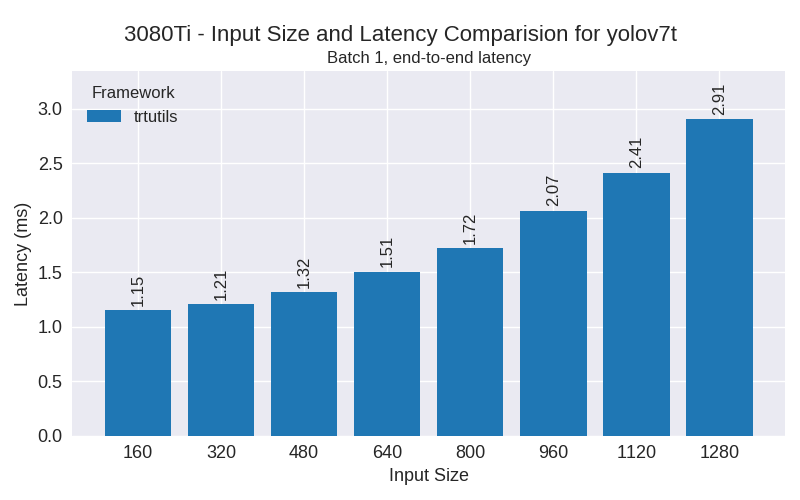 3080Ti - Input Size and Latency Comparision for yolov7t
Batch 1, end-to-end latency
Framework
trtutils
Latency (ms)
3.0
2.5
2.0
1.5
1.0
0.5
0.0
1.15
1.21
1.32
1.51
1.72
2.07
2.41
2.91
160 320 480 640 800 960 1120 1280
Input Size